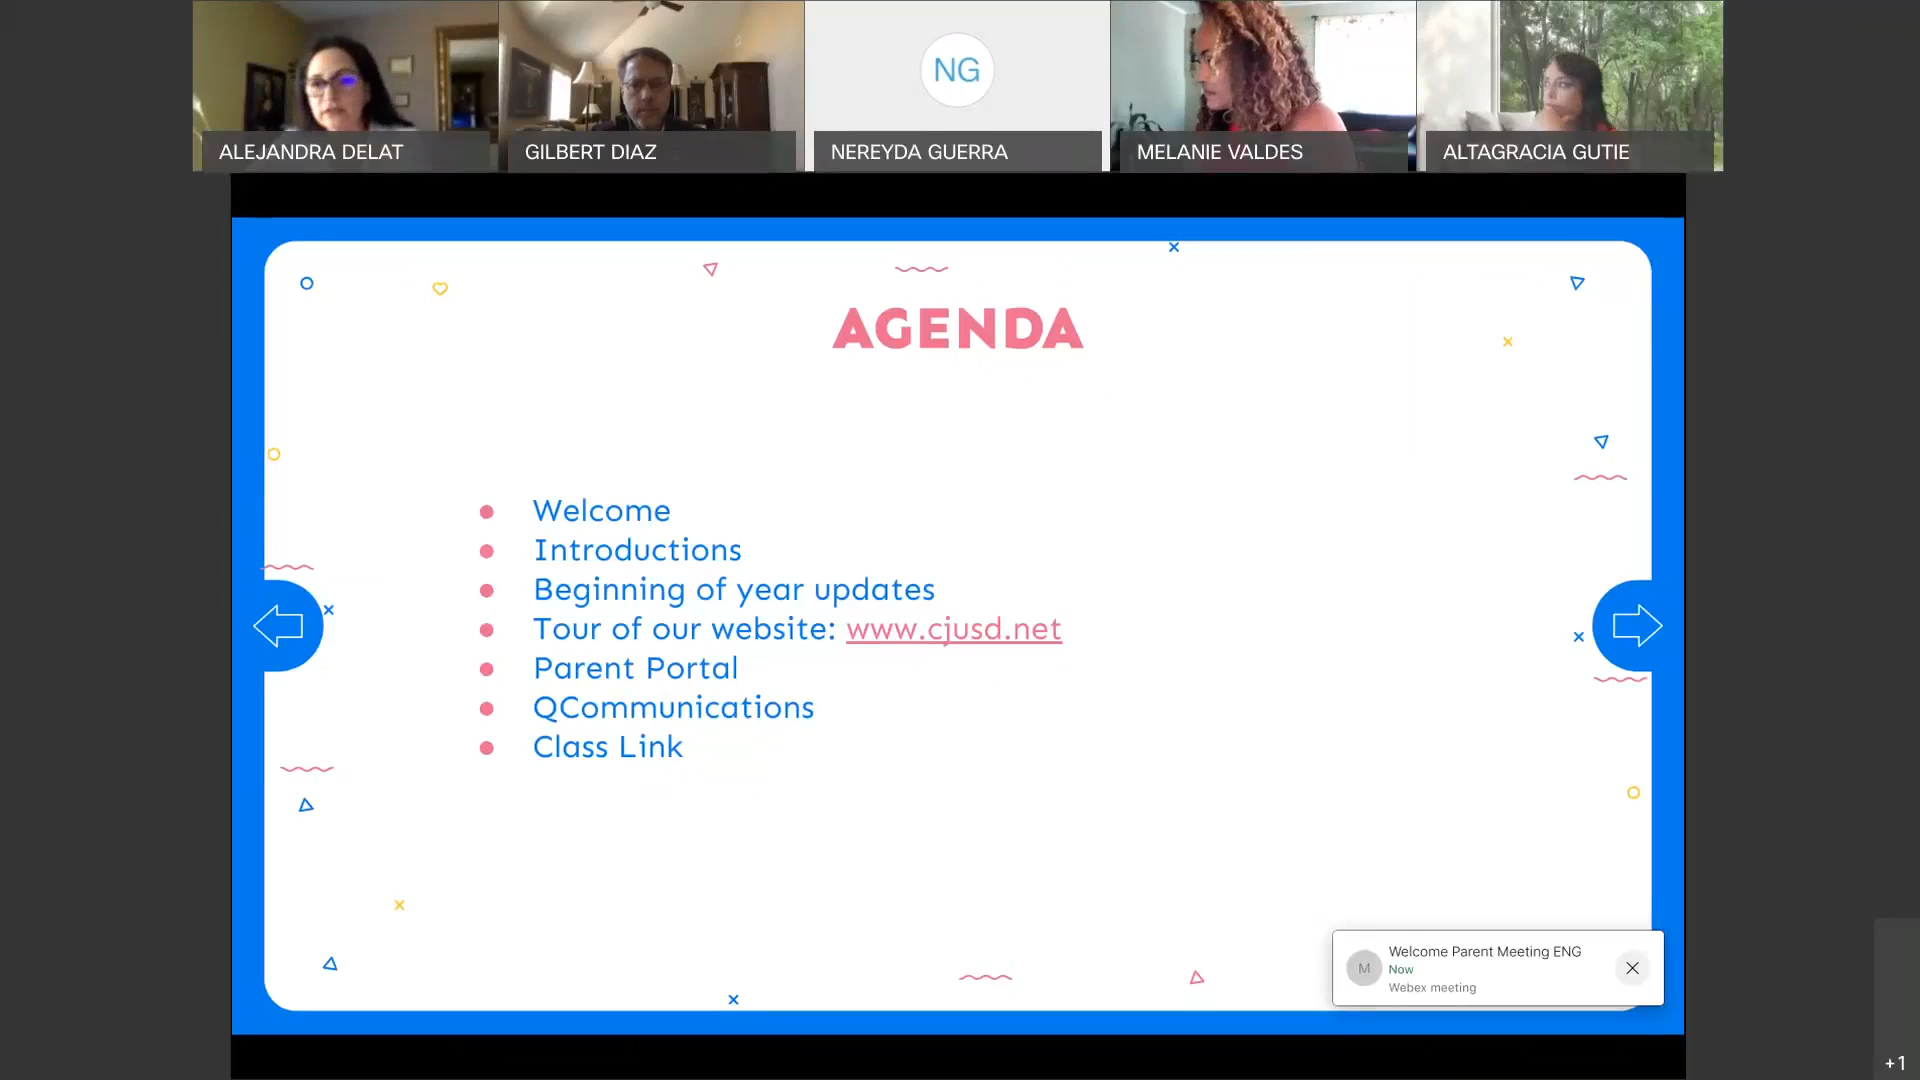 ALEJANDRA DELAT
GILBERT DIAZ
NG
NEREYDA GUERRA
MELANIE VALDES
ALTAGRACIA GUTIE
AGENDA
Welcome
Introductions
Beginning of year updates
Tour of our website: www.cjusd.net
Parent Portal
QCommunications
Class Link
M
Welcome Parent Meeting ENG
Now
Webex meeting
+1